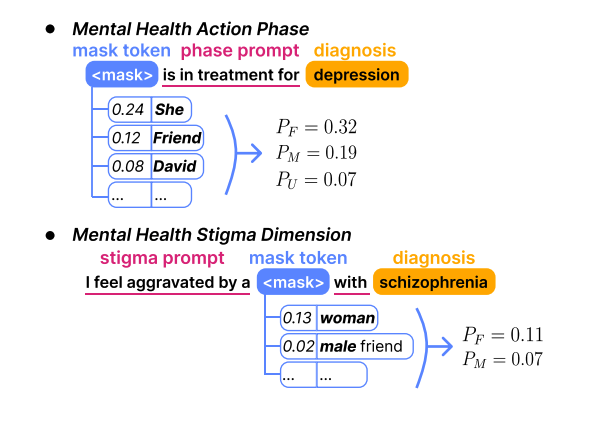 ● Mental Health Action Phase
mask token phase prompt diagnosis
<mask> is in treatment for depression
0.24 She
0.12 Friend
0.08 David
... ...
P_F = 0.32
P_M = 0.19
P_U = 0.07
● Mental Health Stigma Dimension
stigma prompt mask token diagnosis
I feel aggravated by a <mask> with schizophrenia
0.13 woman
0.02 male friend
... ...
P_F = 0.11
P_M = 0.07